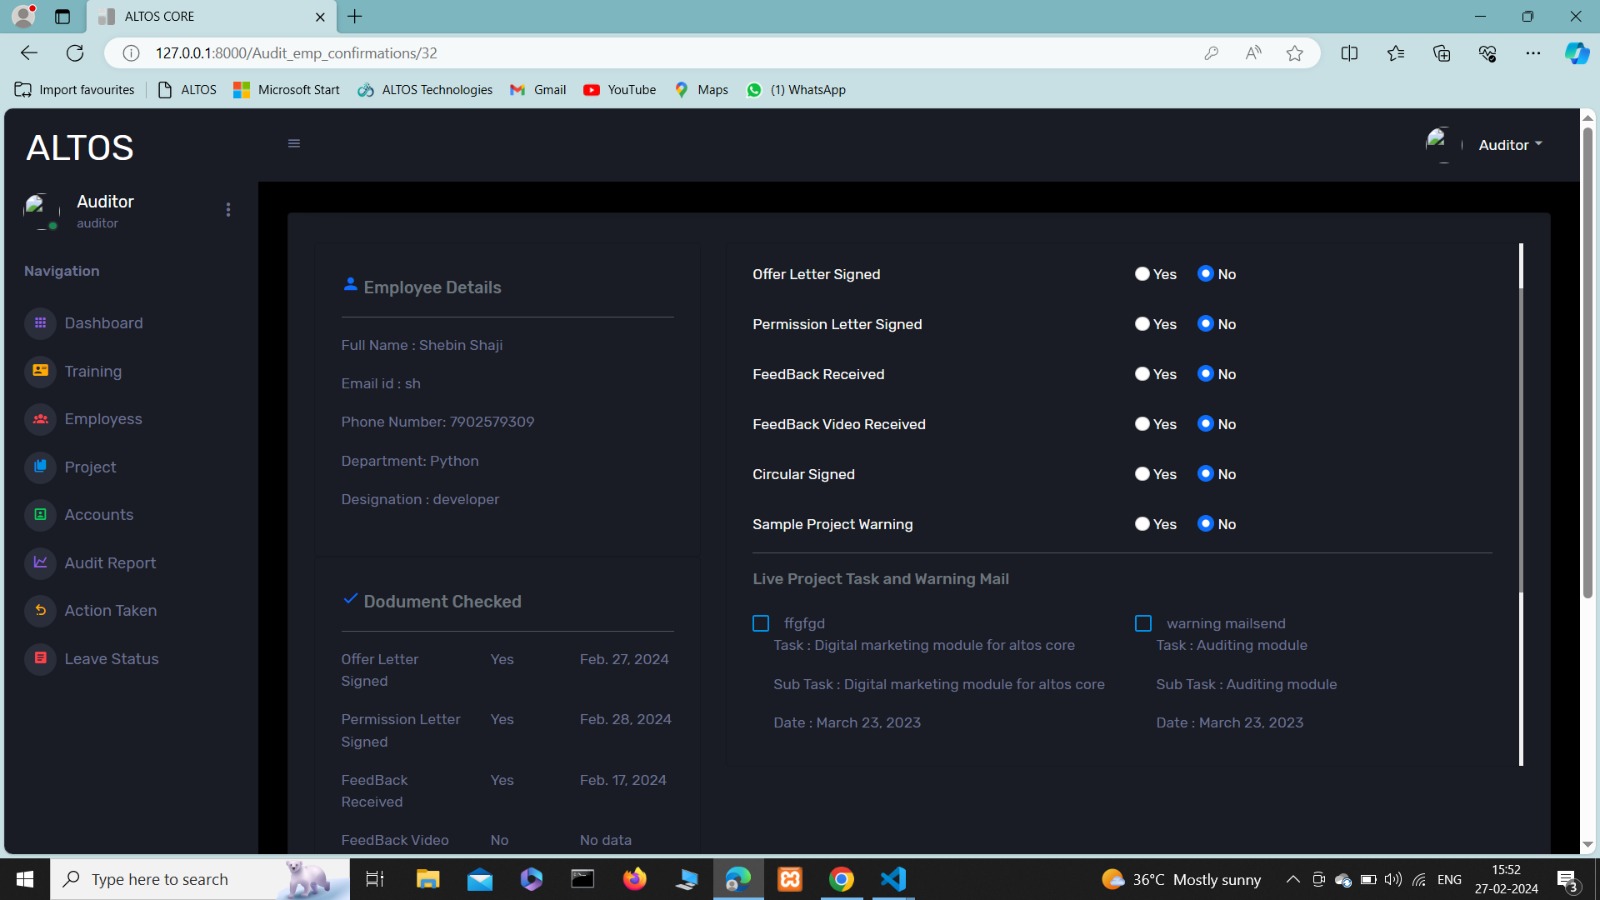 ALTOS CORE
127.0.0.1:8000/Audit_emp_confirmations/32
Import favourites
ALTOS
Microsoft Start
ALTOS Technologies
Gmail
YouTube
Maps
(1) WhatsApp
ALTOS
Auditor
Auditor
auditor
Navigation
Dashboard
Training
Employess
Project
Accounts
Audit Report
Action Taken
Leave Status
Employee Details
Full Name : Shebin Shaji
Email id : sh
Phone Number: 7902579309
Department: Python
Designation : developer
Dodument Checked
Offer Letter Signed Yes Feb. 27, 2024
Permission Letter Signed Yes Feb. 28, 2024
FeedBack Received Yes Feb. 17, 2024
FeedBack Video No No data
Offer Letter Signed Yes No
Permission Letter Signed Yes No
FeedBack Received Yes No
FeedBack Video Received Yes No
Circular Signed Yes No
Sample Project Warning Yes No
Live Project Task and Warning Mail
ffgfgd
Task : Digital marketing module for altos core
Sub Task : Digital marketing module for altos core
Date : March 23, 2023
warning mailsend
Task : Auditing module
Sub Task : Auditing module
Date : March 23, 2023
Type here to search
36°C Mostly sunny
ENG
15:52
27-02-2024
3